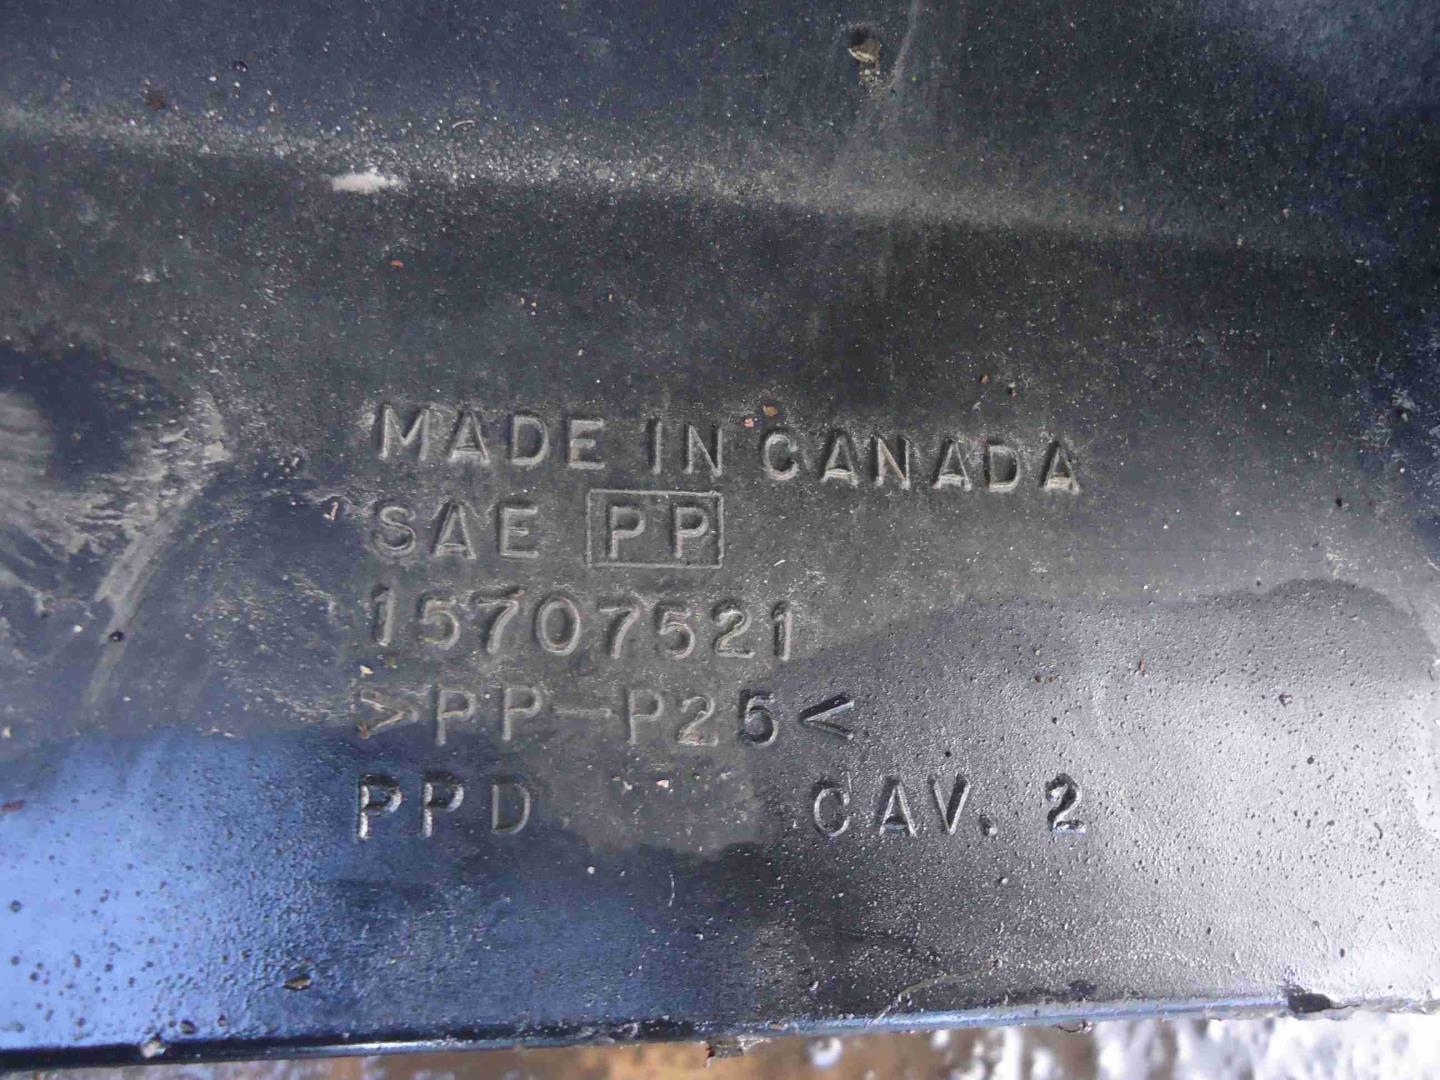 MADE IN CANADA
SAE PP
15707521
>PP-P25<
PPD CAV. 2